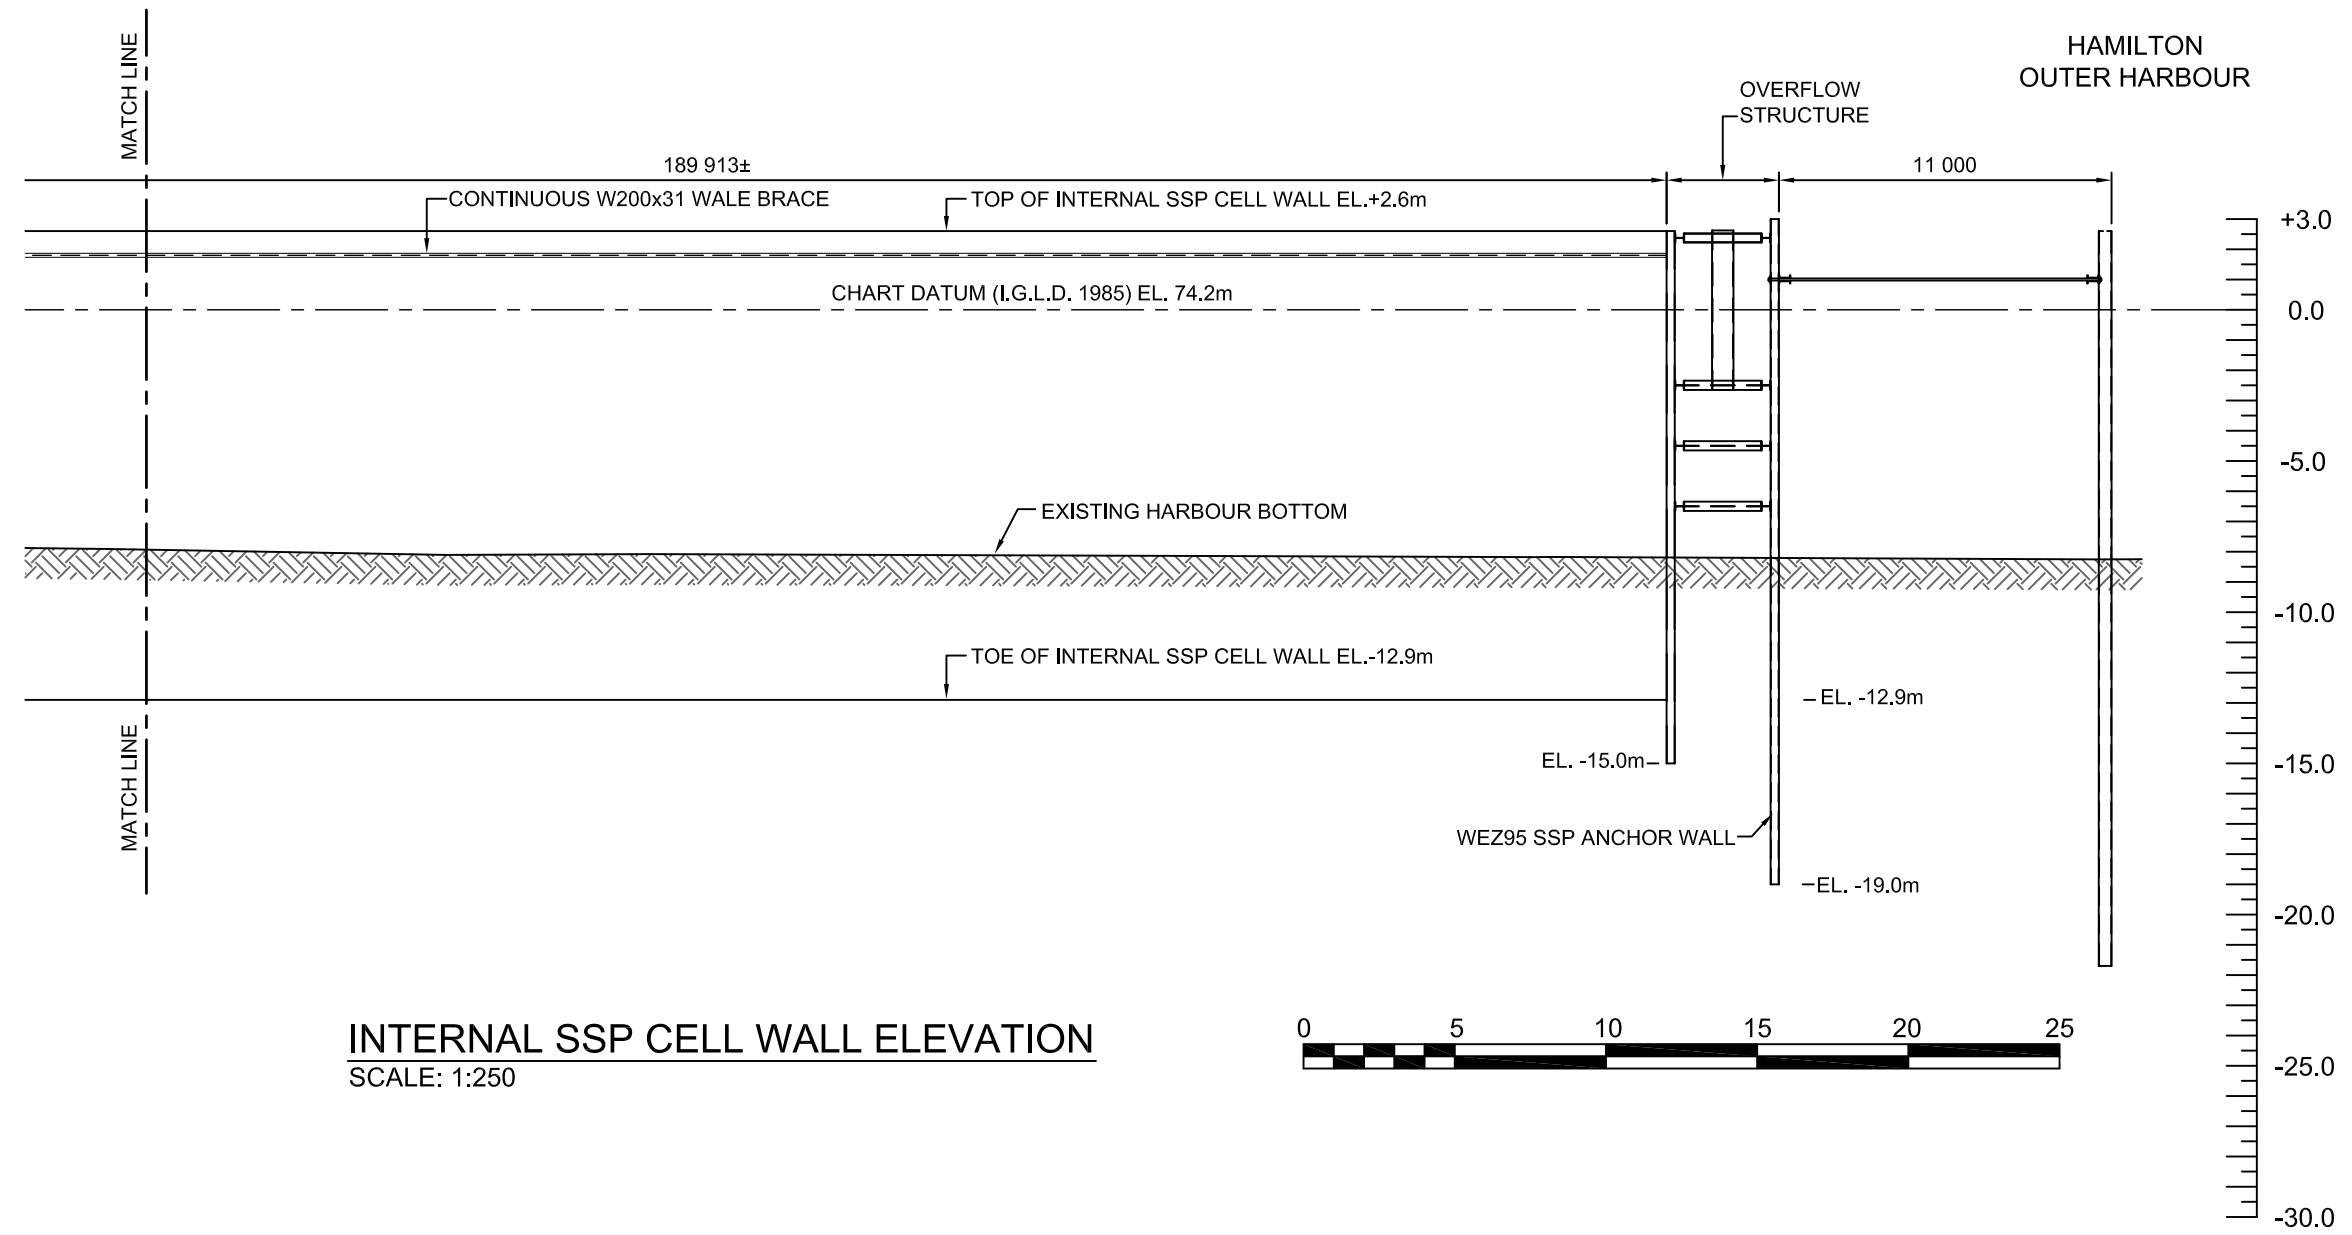 HAMILTON
OUTER HARBOUR
MATCH LINE
OVERFLOW
STRUCTURE
189 913±
11 000
CONTINUOUS W200x31 WALE BRACE
TOP OF INTERNAL SSP CELL WALL EL.+2.6m
+3.0
CHART DATUM (I.G.L.D. 1985) EL. 74.2m
0.0
-5.0
EXISTING HARBOUR BOTTOM
-10.0
TOE OF INTERNAL SSP CELL WALL EL.-12.9m
EL. -12.9m
MATCH LINE
EL. -15.0m
-15.0
WEZ95 SSP ANCHOR WALL
EL. -19.0m
-20.0
INTERNAL SSP CELL WALL ELEVATION
SCALE: 1:250
0 5 10 15 20 25
-25.0
-30.0